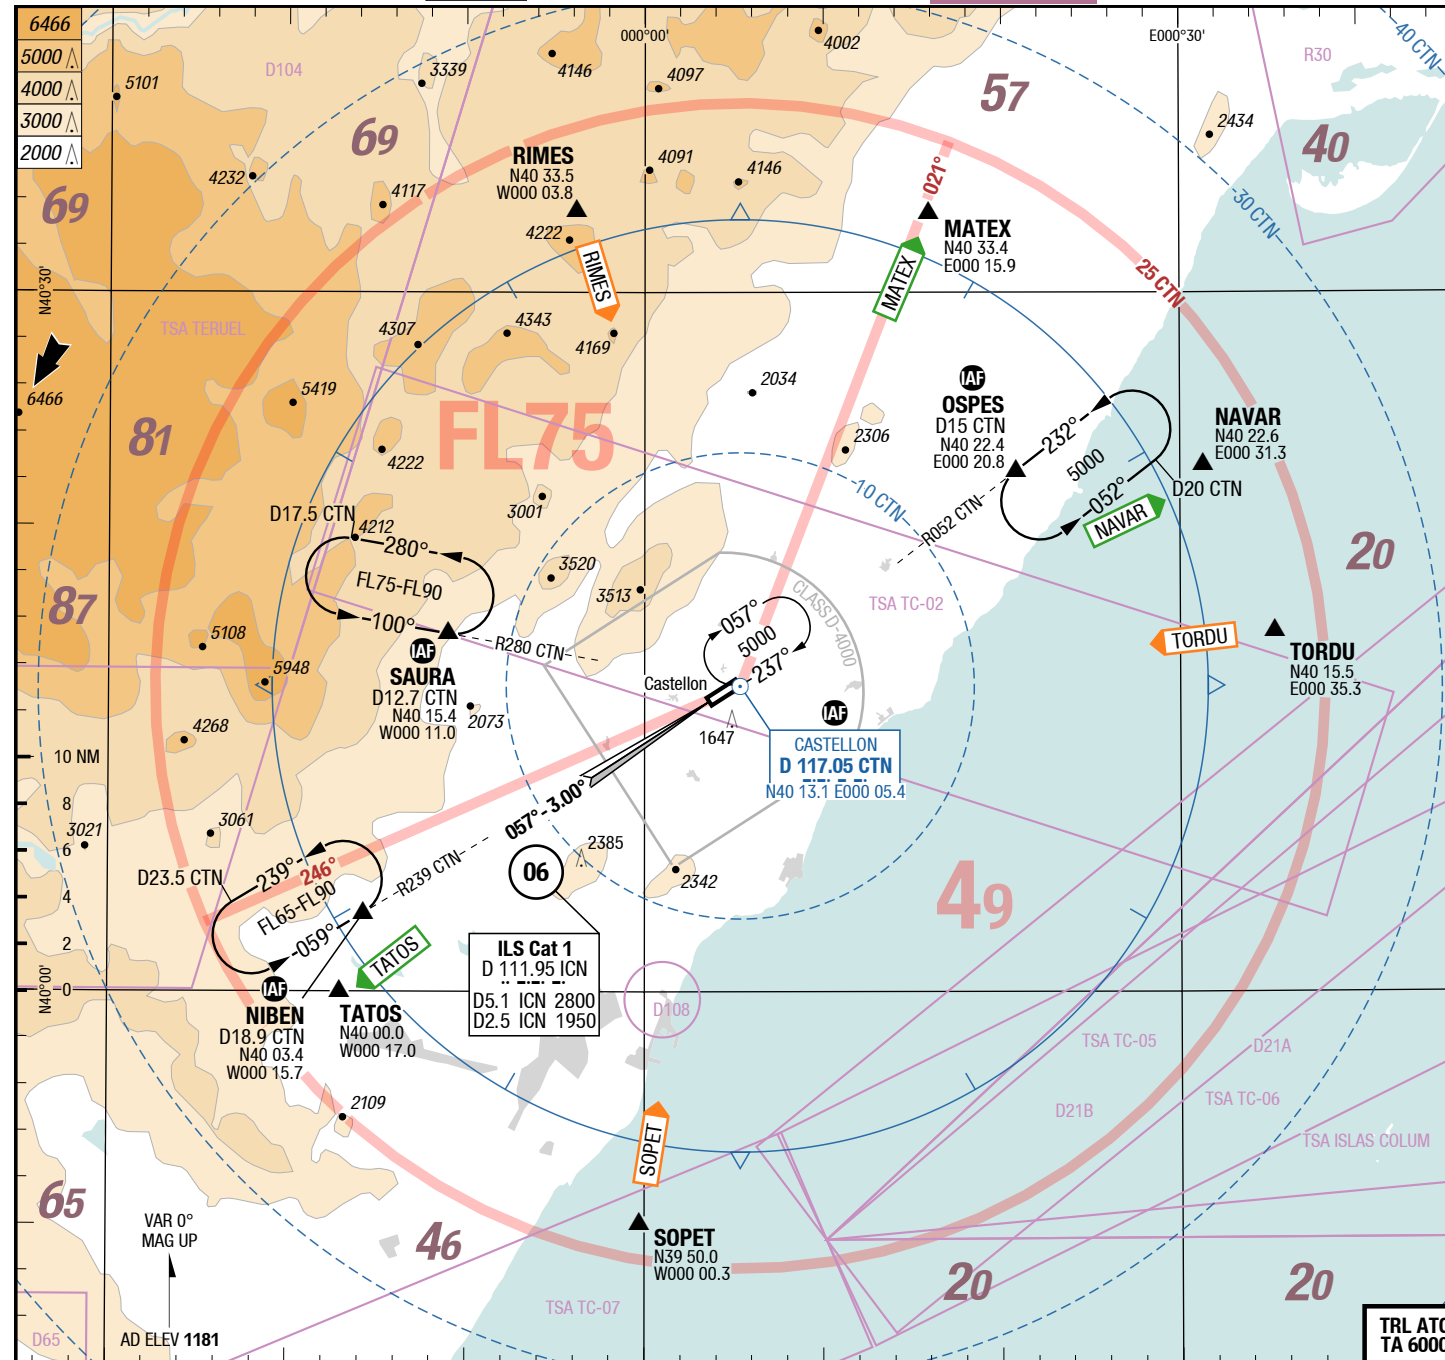 6466
5000
4000
3000
2000
000°00'
E000°30'
40 CTN
R30
D104
5101
3339
4146
4097
4002
57
2434
40
69
69
4232
4117
RIMES
N40 33.5
W000 03.8
4091
4146
021°
30 CTN
4222
RIMES
MATEX
MATEX
N40 33.4
E000 15.9
25 CTN
N40°30'
TSA TERUEL
4307
4343
4169
6466
5419
2034
81
FL75
4222
2306
IAF
OSPES
D15 CTN
N40 22.4
E000 20.8
232°
5000
052°
NAVAR
N40 22.6
E000 31.3
D20 CTN
NAVAR
10 CTN
R052 CTN
3001
D17.5 CTN
4212
280°
FL75-FL90
100°
3520
3513
20
87
CLASS D-4000
TSA TC-02
057°
5000
237°
5108
R280 CTN
IAF
SAURA
D12.7 CTN
N40 15.4
W000 11.0
TORDU
TORDU
N40 15.5
E000 35.3
5948
Castellon
4268
2073
1647
IAF
CASTELLON
D 117.05 CTN
N40 13.1 E000 05.4
10 NM
8
6
4
2
0
057° - 3.00°
3061
3021
2385
06
2342
D23.5 CTN
239°
246°
FL65-FL90
059°
R239 CTN
49
TATOS
ILS Cat 1
D 111.95 ICN
D5.1 ICN 2800
D2.5 ICN 1950
N40°00'
IAF
NIBEN
D18.9 CTN
N40 03.4
W000 15.7
TATOS
N40 00.0
W000 17.0
D108
TSA TC-05
D21A
TSA TC-06
D21B
TSA ISLAS COLUM
2109
SOPET
65
VAR 0°
MAG UP
46
SOPET
N39 50.0
W000 00.3
20
20
TSA TC-07
D65
AD ELEV 1181
TRL ATC
TA 6000